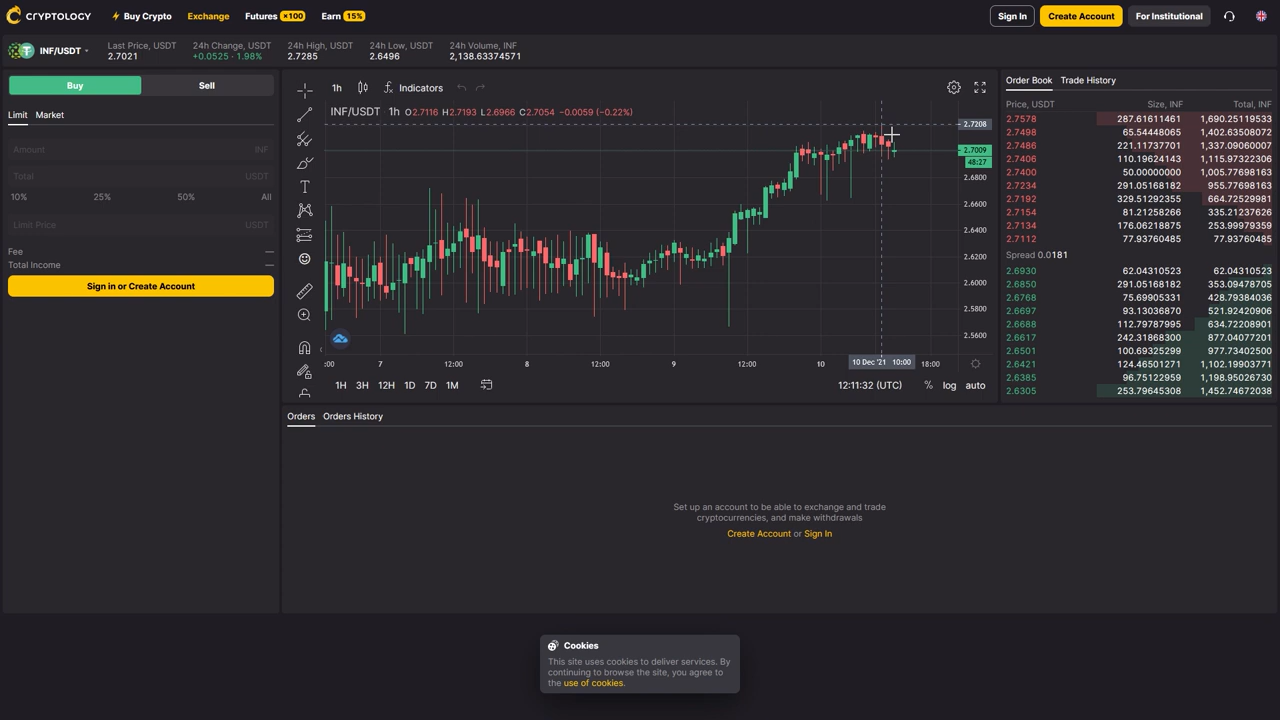 CRYPTOLOGY
Buy Crypto
Exchange
Futures ×100
Earn 15%
Sign In
Create Account
For Institutional
INF/USDT
Last Price, USDT
2.7021
24h Change, USDT
+0.0525 · 1.98%
24h High, USDT
2.7285
24h Low, USDT
2.6496
24h Volume, INF
2,138.63374571
Buy
Sell
Limit
Market
Amount INF
Total USDT
10% 25% 50% All
Limit Price USDT
Fee —
Total Income —
Sign in or Create Account
1h
Indicators
INF/USDT 1h O2.7116 H2.7193 L2.6966 C2.7054 −0.0059 (−0.22%)
2.7208
2.7009
48:27
2.6800
2.6600
2.6400
2.6200
2.6000
2.5800
2.5600
:00 7 12:00 8 12:00 9 12:00 10 10 Dec '21 10:00 18:00
1H 3H 12H 1D 7D 1M
12:11:32 (UTC) % log auto
Orders
Orders History
Set up an account to be able to exchange and trade
cryptocurrencies, and make withdrawals
Create Account or Sign In
Order Book
Trade History
Price, USDT Size, INF Total, INF
2.7578 287.61611461 1,690.25119533
2.7498 65.54448065 1,402.63508072
2.7486 221.11737701 1,337.09060007
2.7406 110.19624143 1,115.97322306
2.7400 50.00000000 1,005.77698163
2.7234 291.05168182 955.77698163
2.7192 329.51292355 664.72529981
2.7154 81.21258266 335.21237626
2.7134 176.06218875 253.99979359
2.7112 77.93760485 77.93760485
Spread 0.0181
2.6930 62.04310523 62.04310523
2.6850 291.05168182 353.09478705
2.6768 75.69905331 428.79384036
2.6697 93.13036870 521.92420906
2.6688 112.79787995 634.72208901
2.6617 242.31868300 877.04077201
2.6501 100.69325299 977.73402500
2.6421 124.46501271 1,102.19903771
2.6385 96.75122959 1,198.95026730
2.6305 253.79645308 1,452.74672038
Cookies
This site uses cookies to deliver services. By
continuing to browse the site, you agree to
the use of cookies.